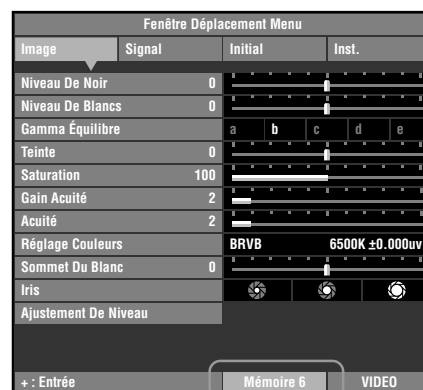 Fenêtre Déplacement Menu
Image Signal Initial Inst.
Niveau De Noir 0
Niveau De Blancs 0
Gamma Équilibre a b c d e
Teinte 0
Saturation 100
Gain Acuité 2
Acuité 2
Réglage Couleurs BRVB 6500K ±0.000uv
Sommet Du Blanc 0
Iris
Ajustement De Niveau
+ : Entrée Mémoire 6 VIDEO